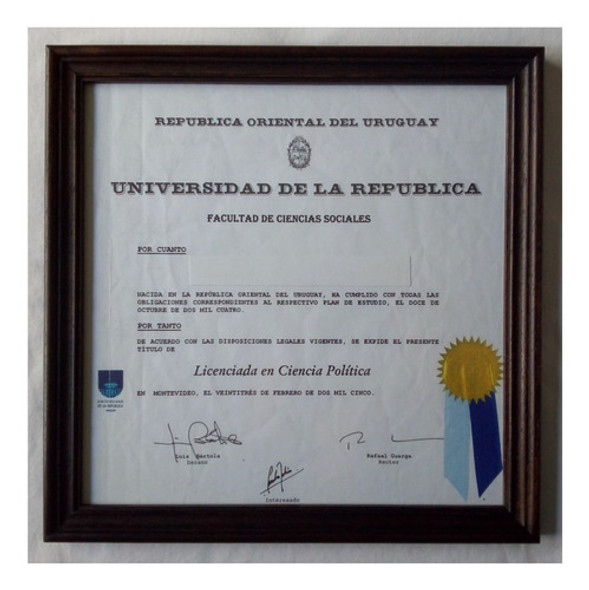 REPUBLICA ORIENTAL DEL URUGUAY
UNIVERSIDAD DE LA REPUBLICA
FACULTAD DE CIENCIAS SOCIALES
POR CUANTO
NACIDA EN LA REPÚBLICA ORIENTAL DEL URUGUAY, HA CUMPLIDO CON TODAS LAS
OBLIGACIONES CORRESPONDIENTES AL RESPECTIVO PLAN DE ESTUDIO, EL DOCE DE
OCTUBRE DE DOS MIL CUATRO.
POR TANTO
DE ACUERDO CON LAS DISPOSICIONES LEGALES VIGENTES, SE EXPIDE EL PRESENTE
TÍTULO DE
Licenciada en Ciencia Política
EN MONTEVIDEO, EL VEINTITRÉS DE FEBRERO DE DOS MIL CINCO.
UNIVERSIDAD
DE LA REPUBLICA
Luis Bértola
Decano
Rafael Guarga
Rector
Interesado